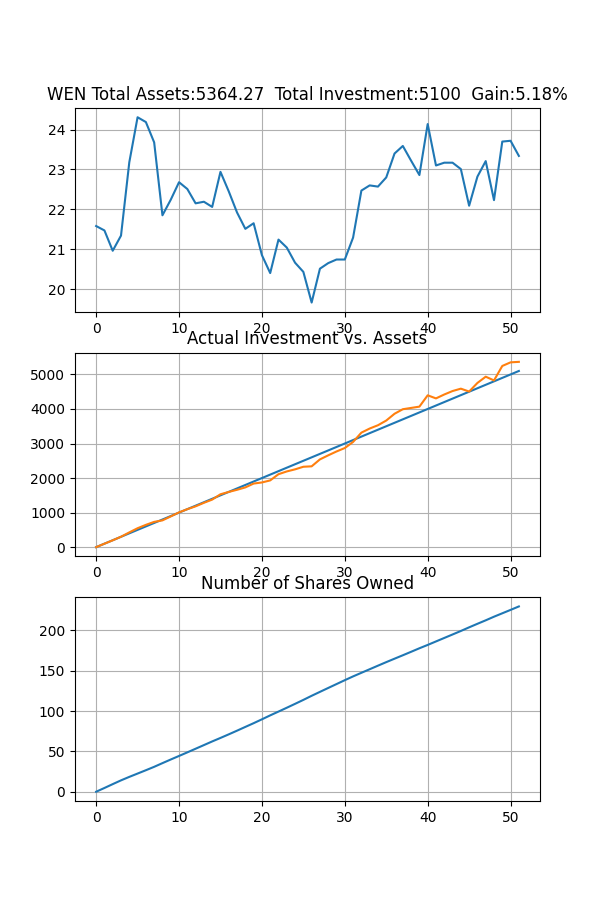 WEN Total Assets:5364.27  Total Investment:5100  Gain:5.18%
24
23
22
21
20
0 10 20 30 40 50
Actual Investment vs. Assets
5000
4000
3000
2000
1000
0
0 10 20 30 40 50
Number of Shares Owned
200
150
100
50
0
0 10 20 30 40 50